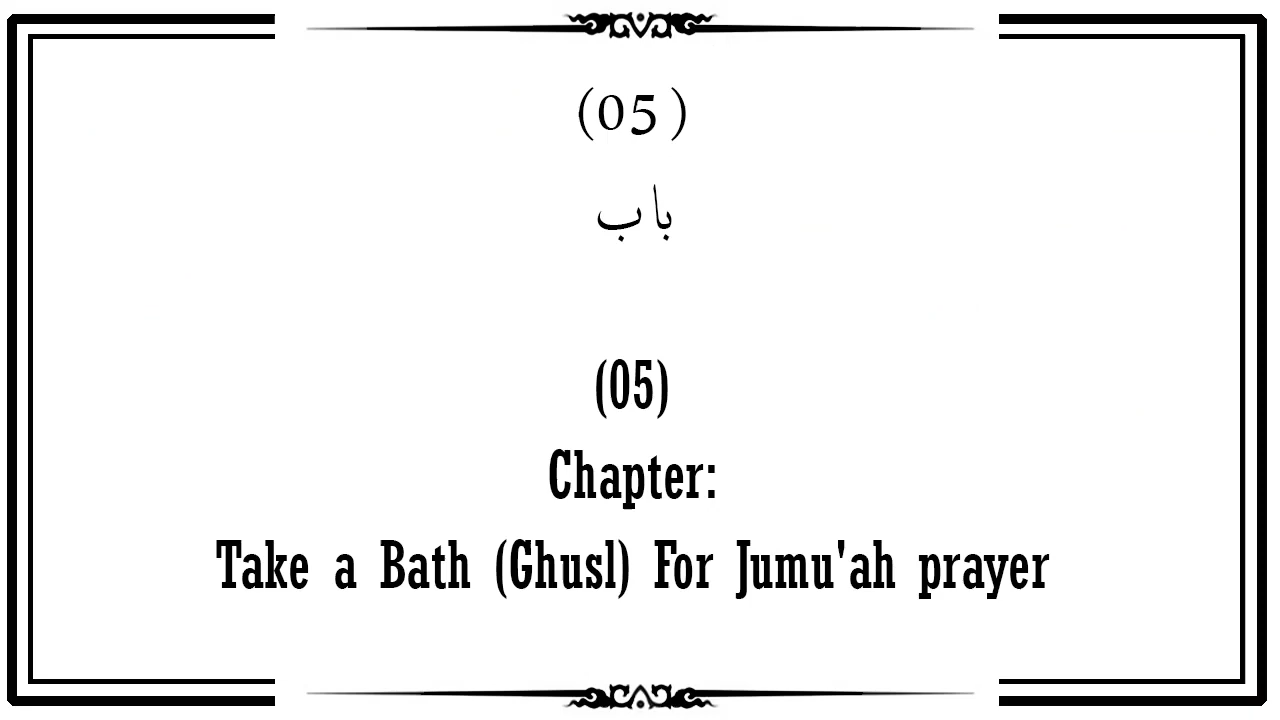 (05)
باب
(05)
Chapter:
Take a Bath (Ghusl) For Jumu'ah prayer